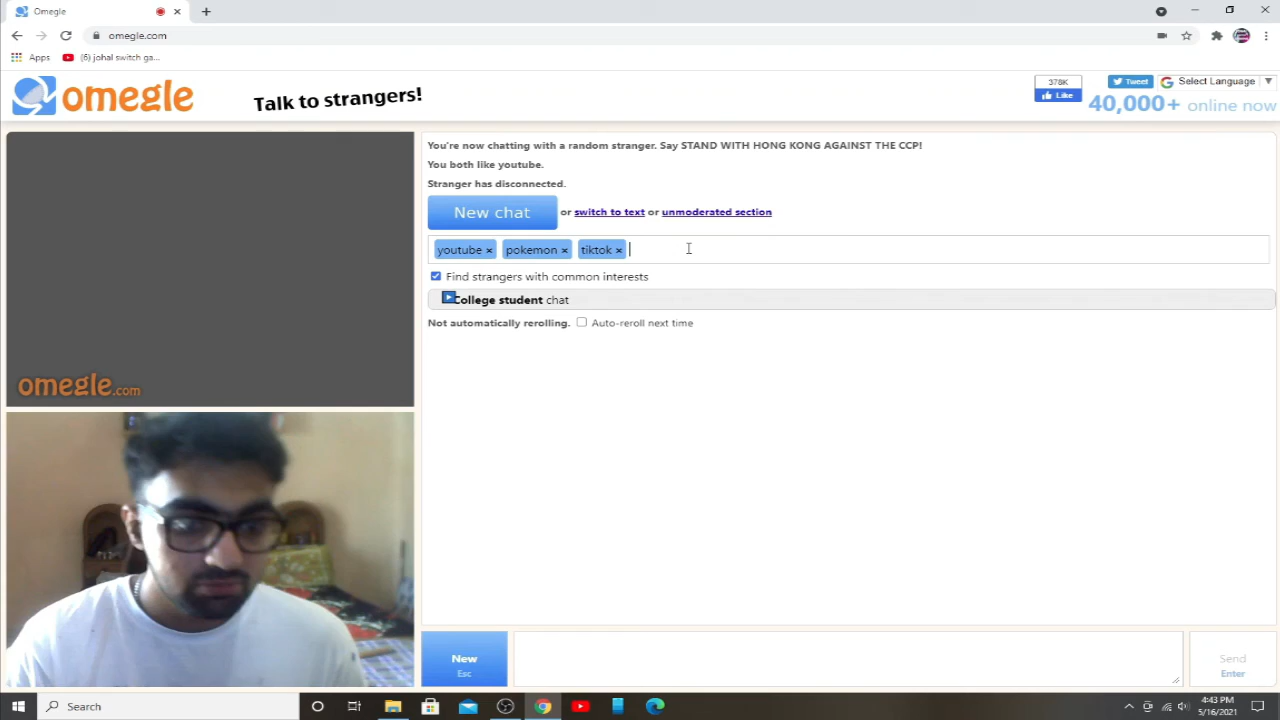 Omegle
omegle.com
Apps
(6) johal switch ga...
omegle
Talk to strangers!
378K
Like
Tweet
Select Language
40,000+ online now
You're now chatting with a random stranger. Say STAND WITH HONG KONG AGAINST THE CCP!
You both like youtube.
Stranger has disconnected.
New chat or switch to text or unmoderated section
youtube × pokemon × tiktok ×
Find strangers with common interests
College student chat
Not automatically rerolling. Auto-reroll next time
omegle.com
New
Esc
Send
Enter
Search
4:43 PM
5/16/2021